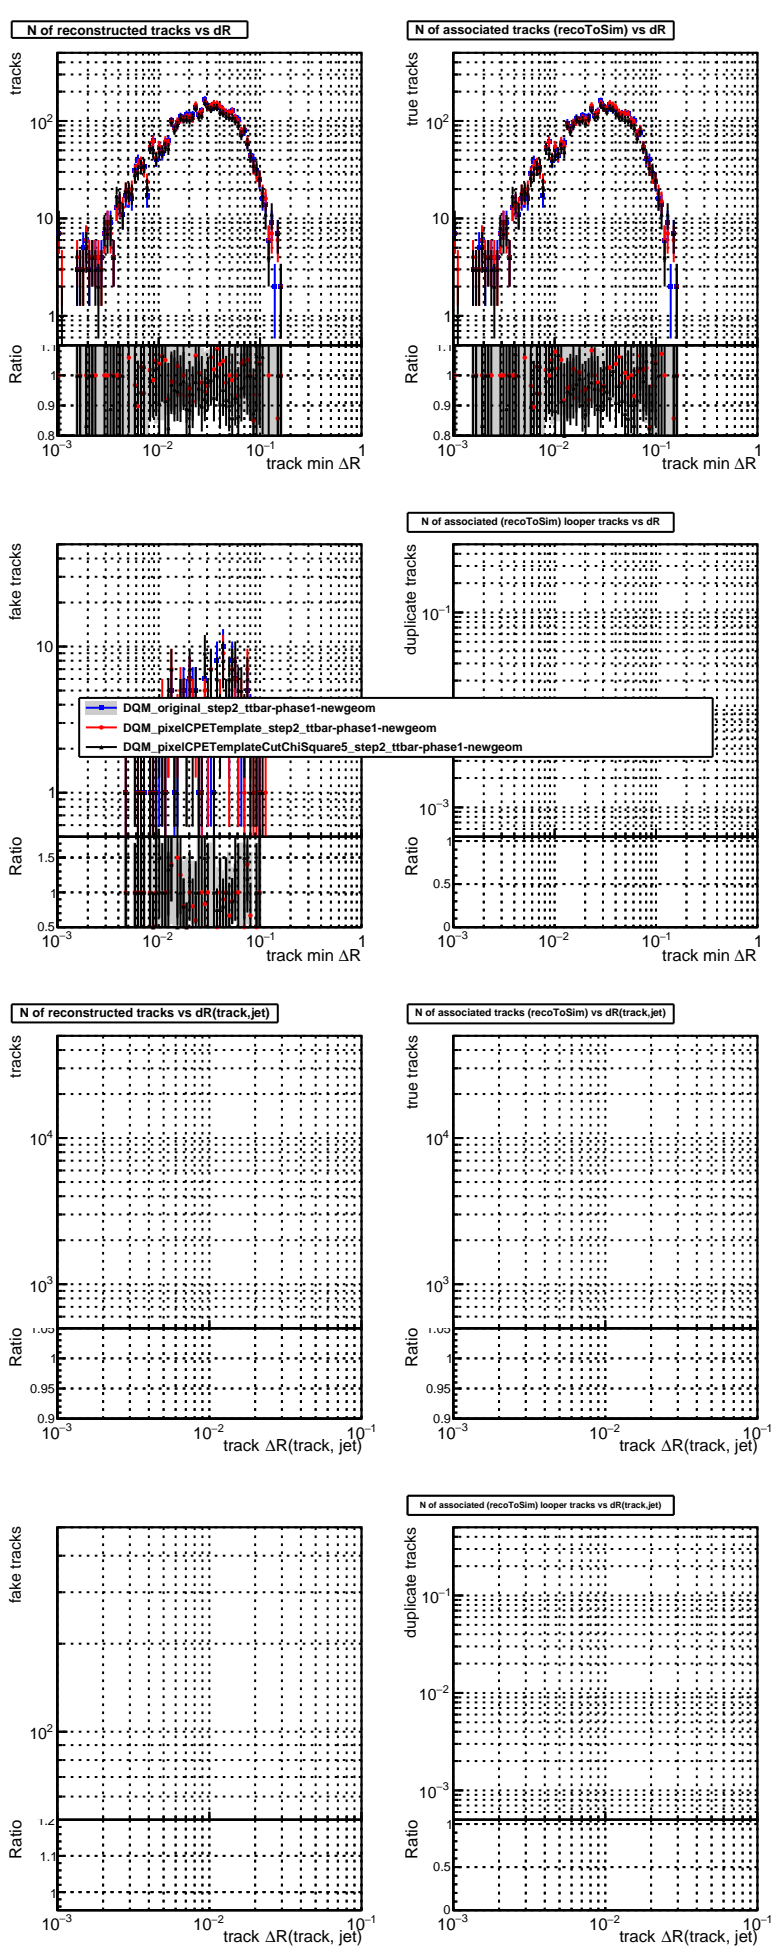 N of reconstructed tracks vs dR
tracks
10²
10
1
Ratio
1.1
1
0.9
0.8
10⁻³ 10⁻² 10⁻¹ 1
track min ΔR
N of associated tracks (recoToSim) vs dR
true tracks
10²
10
1
Ratio
1.1
1
0.9
0.8
10⁻³ 10⁻² 10⁻¹ 1
track min ΔR
fake tracks
10
1
Ratio
1.5
1
0.5
10⁻³ 10⁻² 10⁻¹ 1
track min ΔR
N of associated (recoToSim) looper tracks vs dR
duplicate tracks
10⁻¹
10⁻³
Ratio
1
0.5
0
10⁻³ 10⁻² 10⁻¹ 1
track min ΔR
DQM_original_step2_ttbar-phase1-newgeom
DQM_pixelCPETemplate_step2_ttbar-phase1-newgeom
DQM_pixelCPETemplateCutChiSquare5_step2_ttbar-phase1-newgeom
N of reconstructed tracks vs dR(track,jet)
tracks
10⁴
10³
Ratio
1.05
1
0.95
0.9
10⁻³ 10⁻² 10⁻¹
track ΔR(track, jet)
N of associated tracks (recoToSim) vs dR(track,jet)
true tracks
10⁴
10³
Ratio
1.05
1
0.95
0.9
10⁻³ 10⁻² 10⁻¹
track ΔR(track, jet)
fake tracks
10²
Ratio
1.2
1.1
1
10⁻³ 10⁻² 10⁻¹
track ΔR(track, jet)
N of associated (recoToSim) looper tracks vs dR(track,jet)
duplicate tracks
10⁻¹
10⁻²
10⁻³
Ratio
1
0.5
0
10⁻³ 10⁻² 10⁻¹
track ΔR(track, jet)